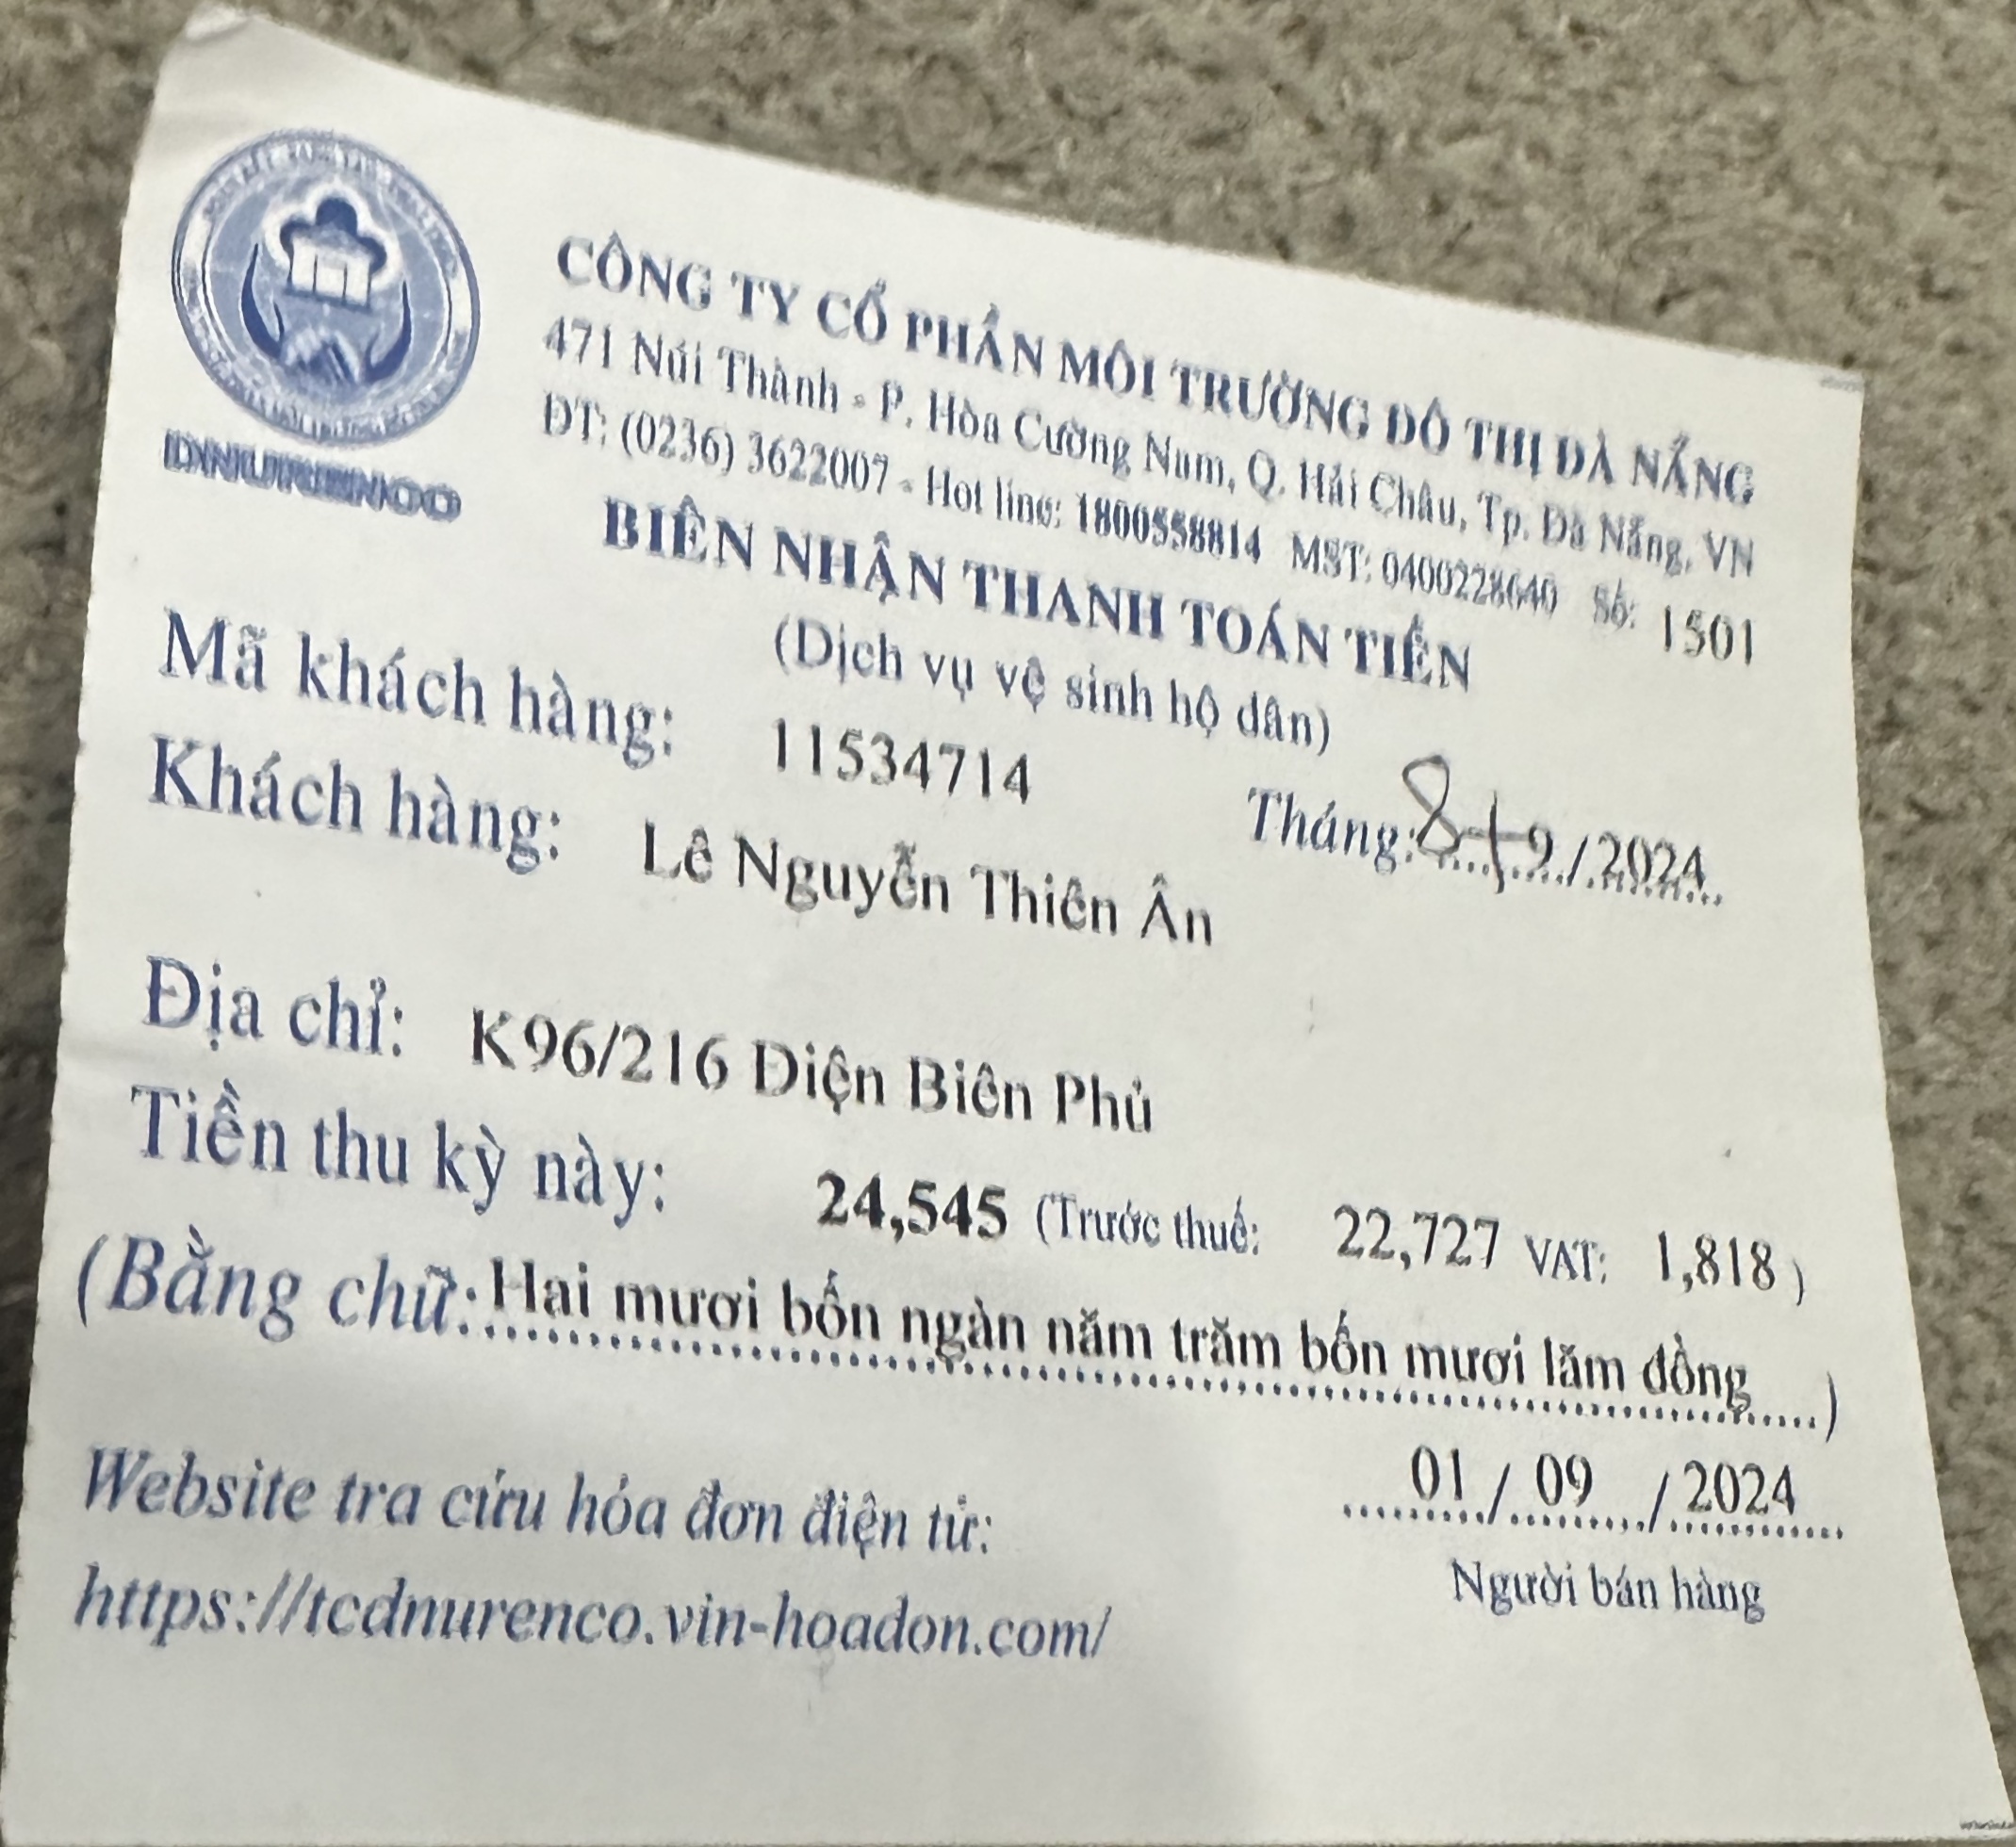 CÔNG TY CỔ PHẦN MÔI TRƯỜNG ĐÔ THỊ ĐÀ NẴNG
471 Núi Thành - P. Hòa Cường Nam, Q. Hải Châu, Tp. Đà Nẵng, VN
ĐT: (0236) 3622007 - Hot line: 1800558814 MST: 0400228640 Số: 1501
BIÊN NHẬN THANH TOÁN TIỀN
(Dịch vụ vệ sinh hộ dân)
Mã khách hàng: 11534714
Tháng: 8+9/2024
Khách hàng: Lê Nguyễn Thiên Ân
Địa chỉ: K96/216 Điện Biên Phủ
Tiền thu kỳ này: 24,545 (Trước thuế: 22,727 VAT: 1,818)
(Bằng chữ: Hai mươi bốn ngàn năm trăm bốn mươi lăm đồng)
01/09/2024
Người bán hàng
Website tra cứu hóa đơn điện tử:
https://tcdnurenco.vin-hoadon.com/